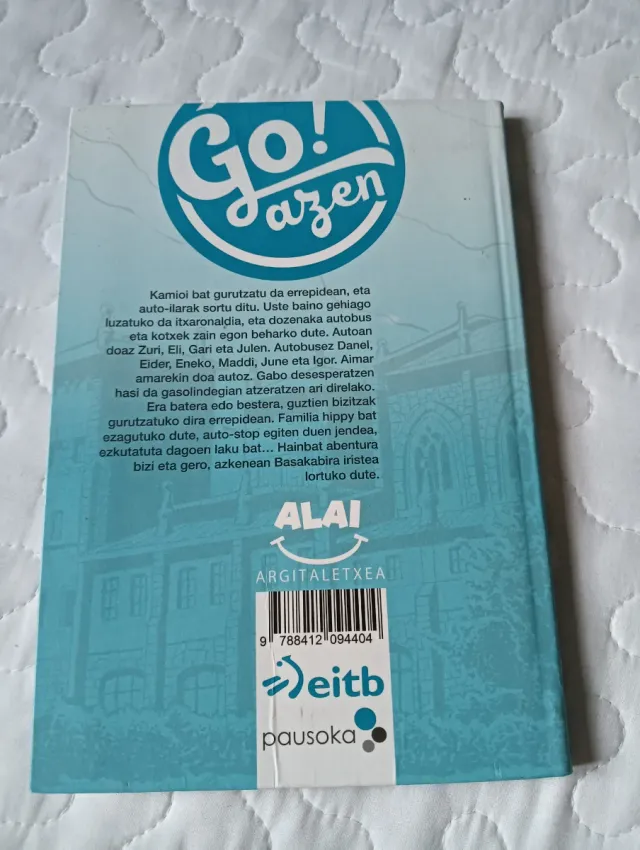 Go!
azen
Kamioi bat gurutzatu da errepidean, eta
auto-ilarak sortu ditu. Uste baino gehiago
luzatuko da itxaronaldia, eta dozenaka autobus
eta kotxek zain egon beharko dute. Autoan
doaz Zuri, Eli, Gari eta Julen. Autobusez Danel,
Eider, Eneko, Maddi, June eta Igor. Aimar
amarekin doa autoz. Gabo desesperatzen
hasi da gasolindegian atzeratzen ari direlako.
Era batera edo bestera, guztien bizitzak
gurutzatuko dira errepidean. Familia hippy bat
ezagutuko dute, auto-stop egiten duen jendea,
ezkutatuta dagoen laku bat... Hainbat abentura
bizi eta gero, azkenean Basakabira iristea
lortuko dute.
ALAI
ARGITALETXEA
9 788412 094404
eitb
pausoka